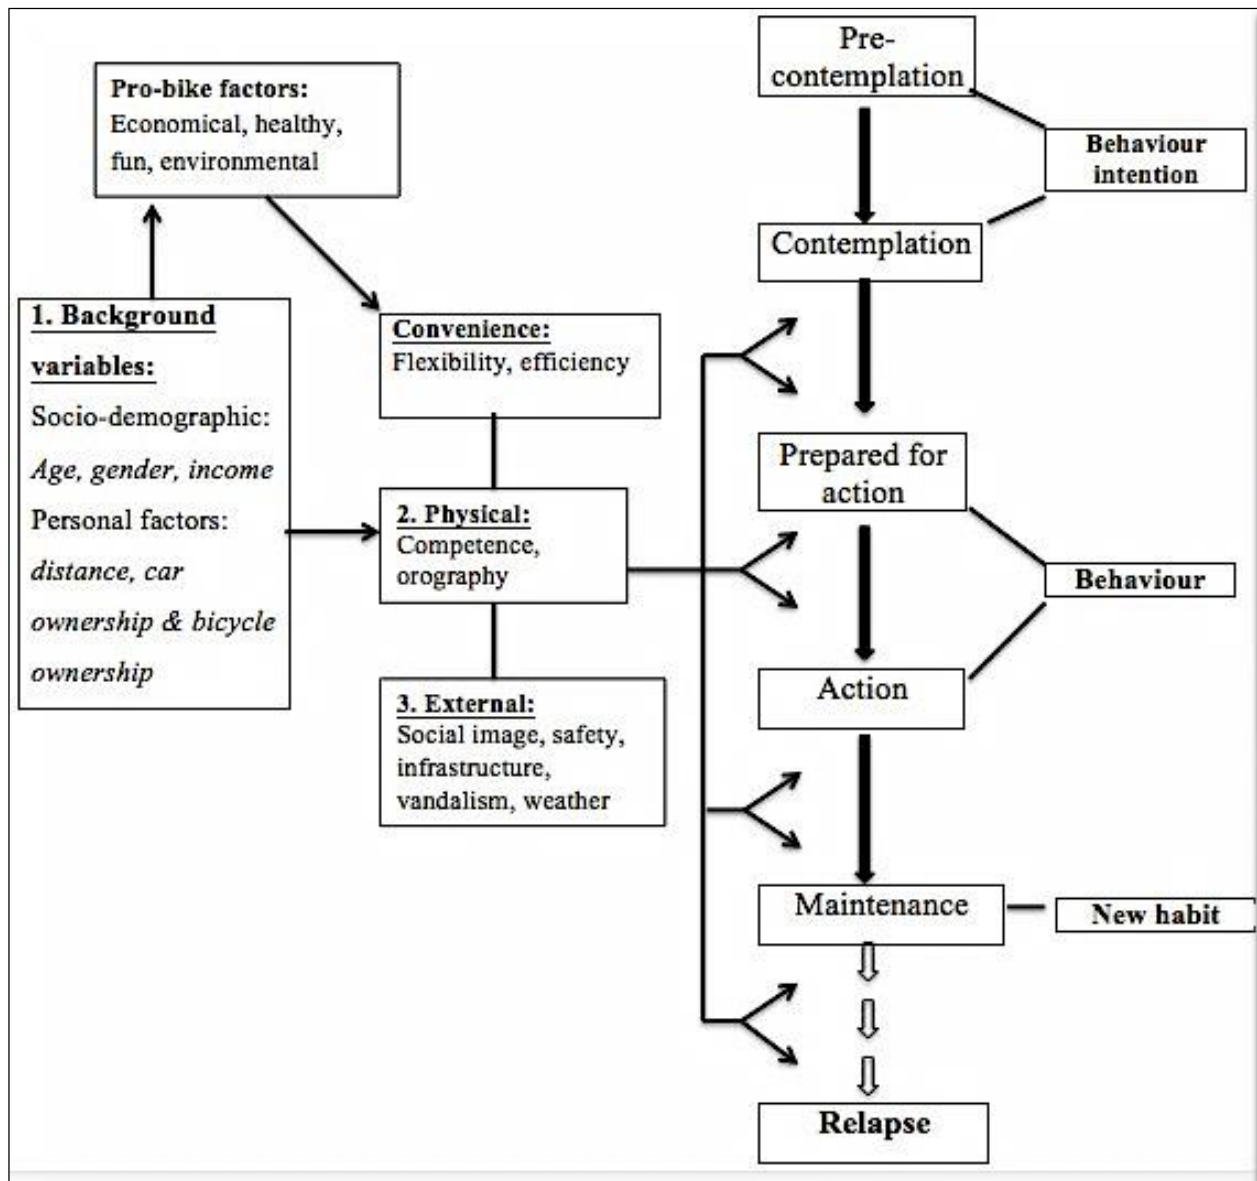 Pro-bike factors:
Economical, healthy,
fun, environmental
1. Background
variables:
Socio-demographic:
Age, gender, income
Personal factors:
distance, car
ownership & bicycle
ownership
Convenience:
Flexibility, efficiency
2. Physical:
Competence,
orography
3. External:
Social image, safety,
infrastructure,
vandalism, weather
Pre-
contemplation
Behaviour
intention
Contemplation
Prepared for
action
Behaviour
Action
Maintenance
New habit
Relapse